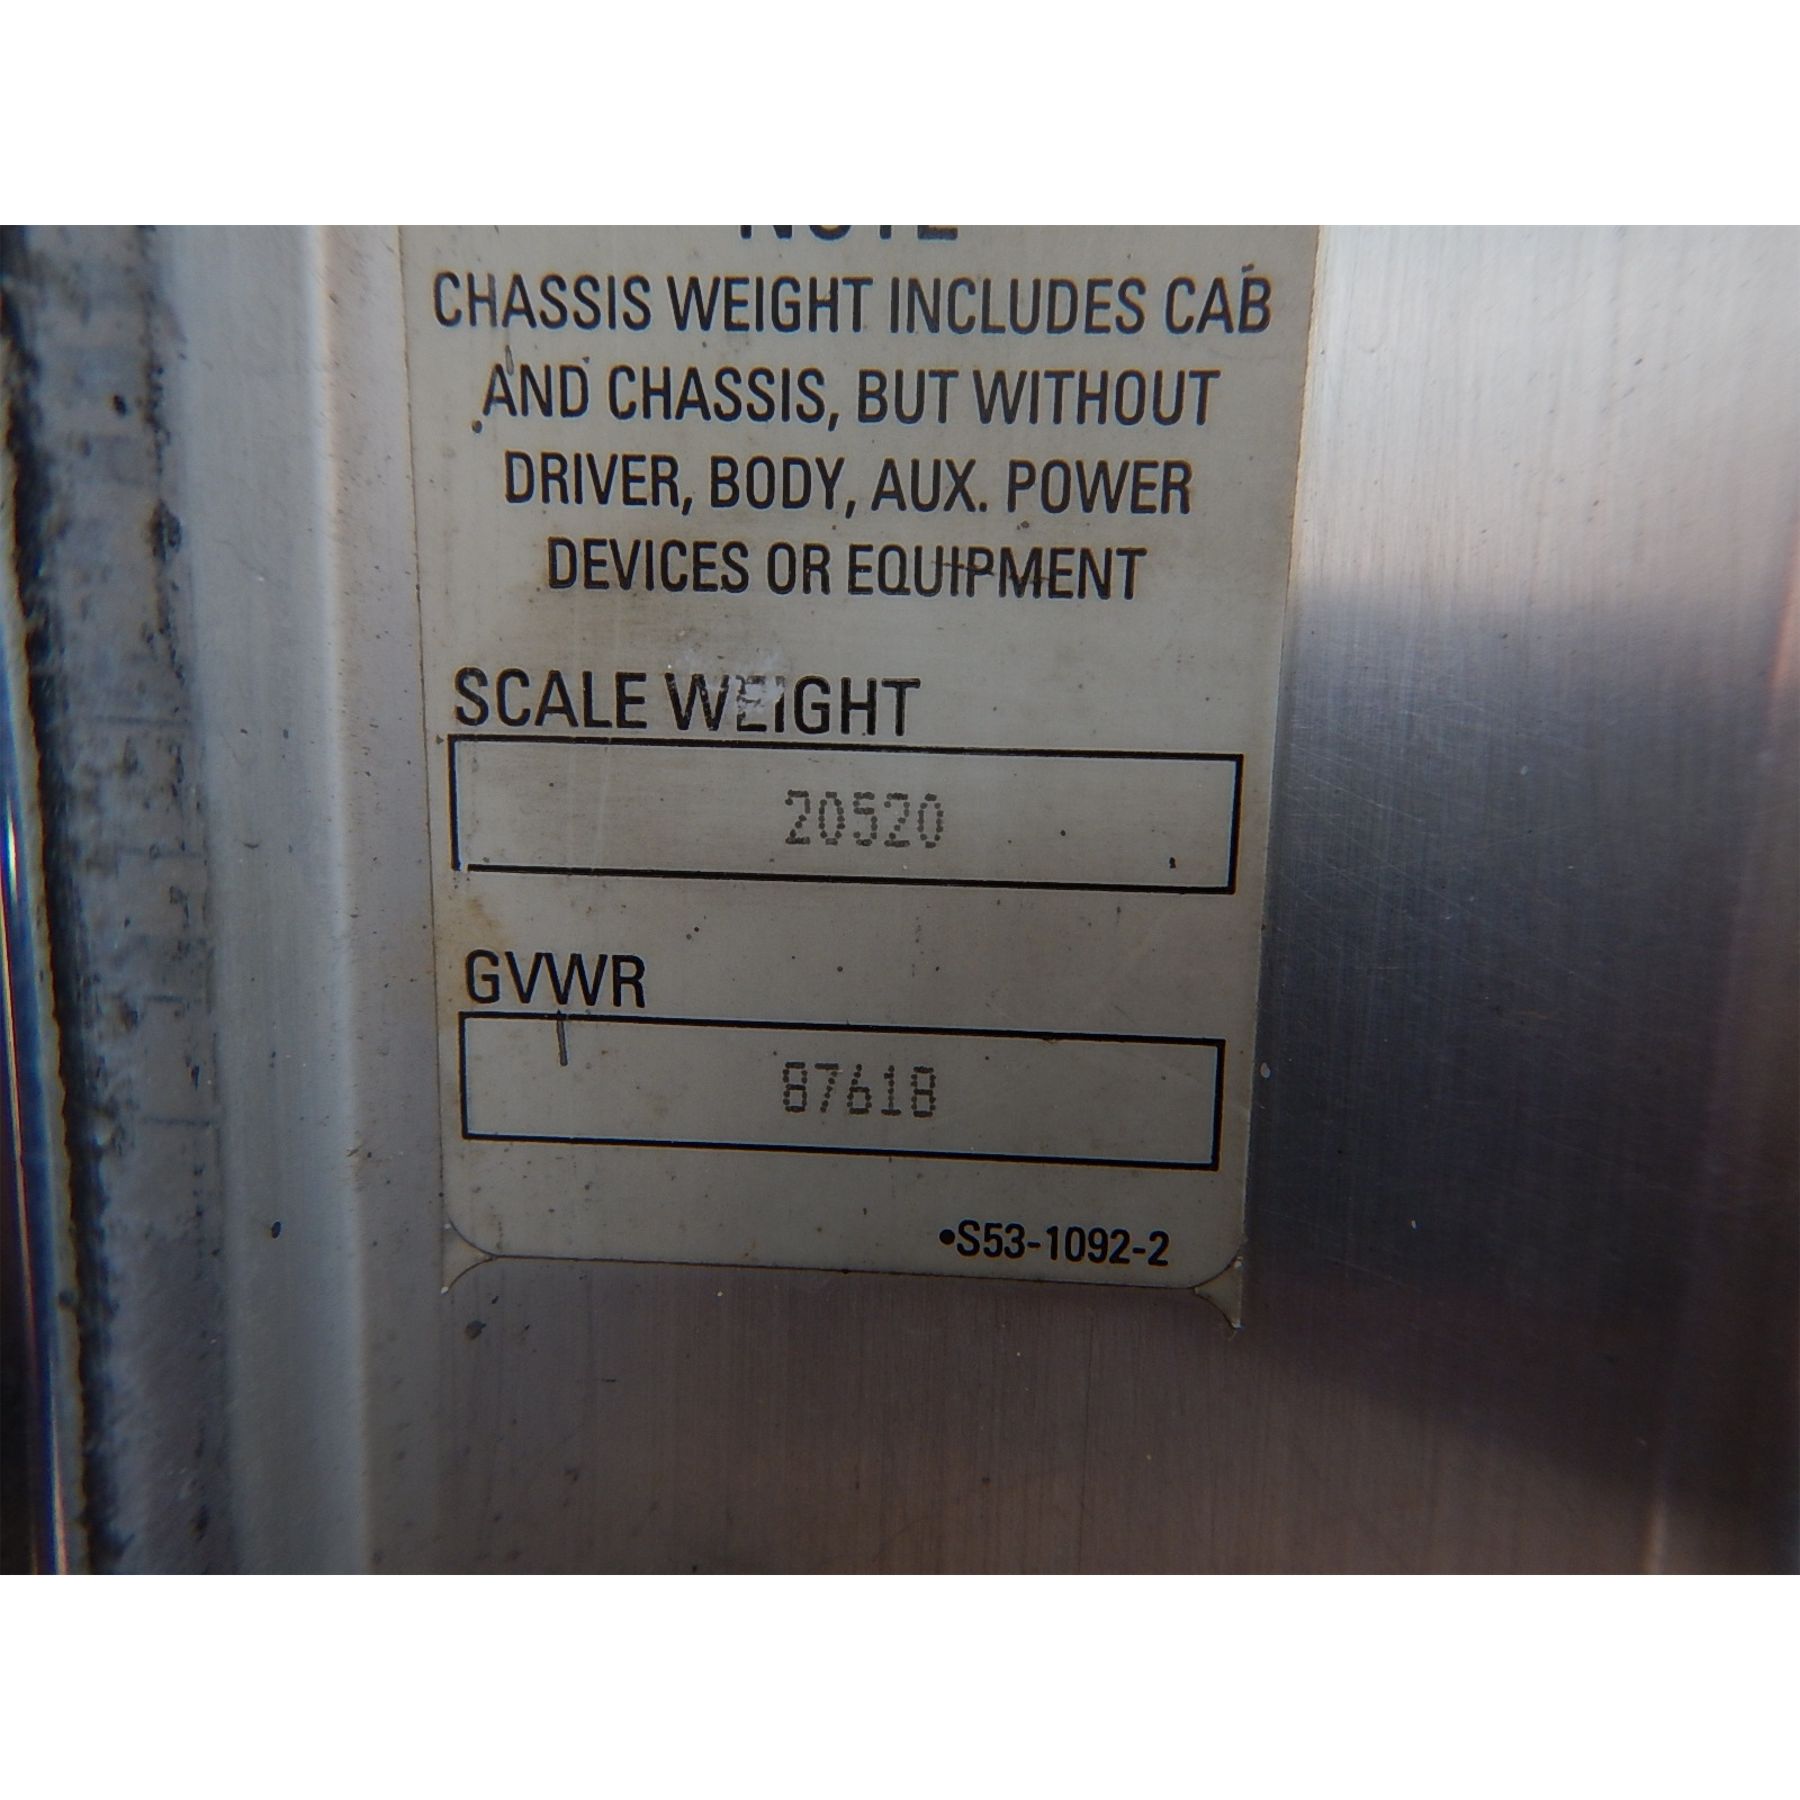 NOTE
CHASSIS WEIGHT INCLUDES CAB
AND CHASSIS, BUT WITHOUT
DRIVER, BODY, AUX. POWER
DEVICES OR EQUIPMENT
SCALE WEIGHT
20520
GVWR
87618
•S53-1092-2